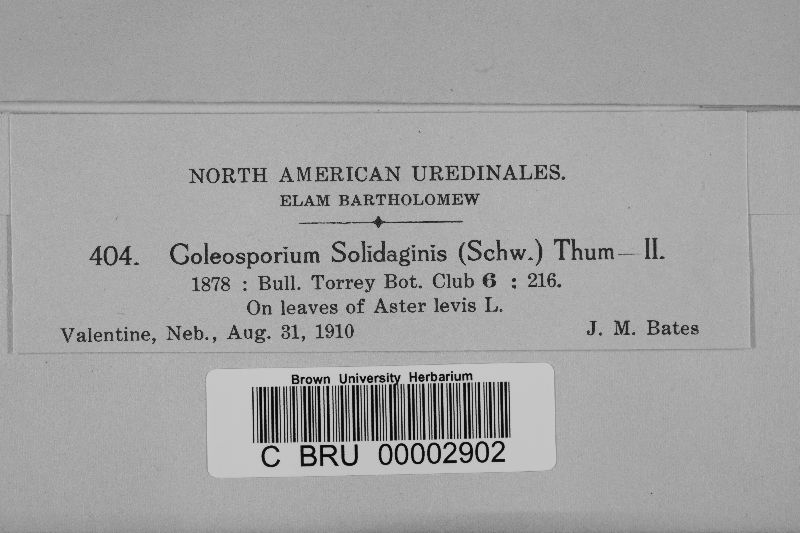 NORTH AMERICAN UREDINALES.
ELAM BARTHOLOMEW
404. Coleosporium Solidaginis (Schw.) Thum— II.
1878 : Bull. Torrey Bot. Club 6 : 216.
On leaves of Aster levis L.
Valentine, Neb., Aug. 31, 1910 J. M. Bates
Brown University Herbarium
C BRU 00002902